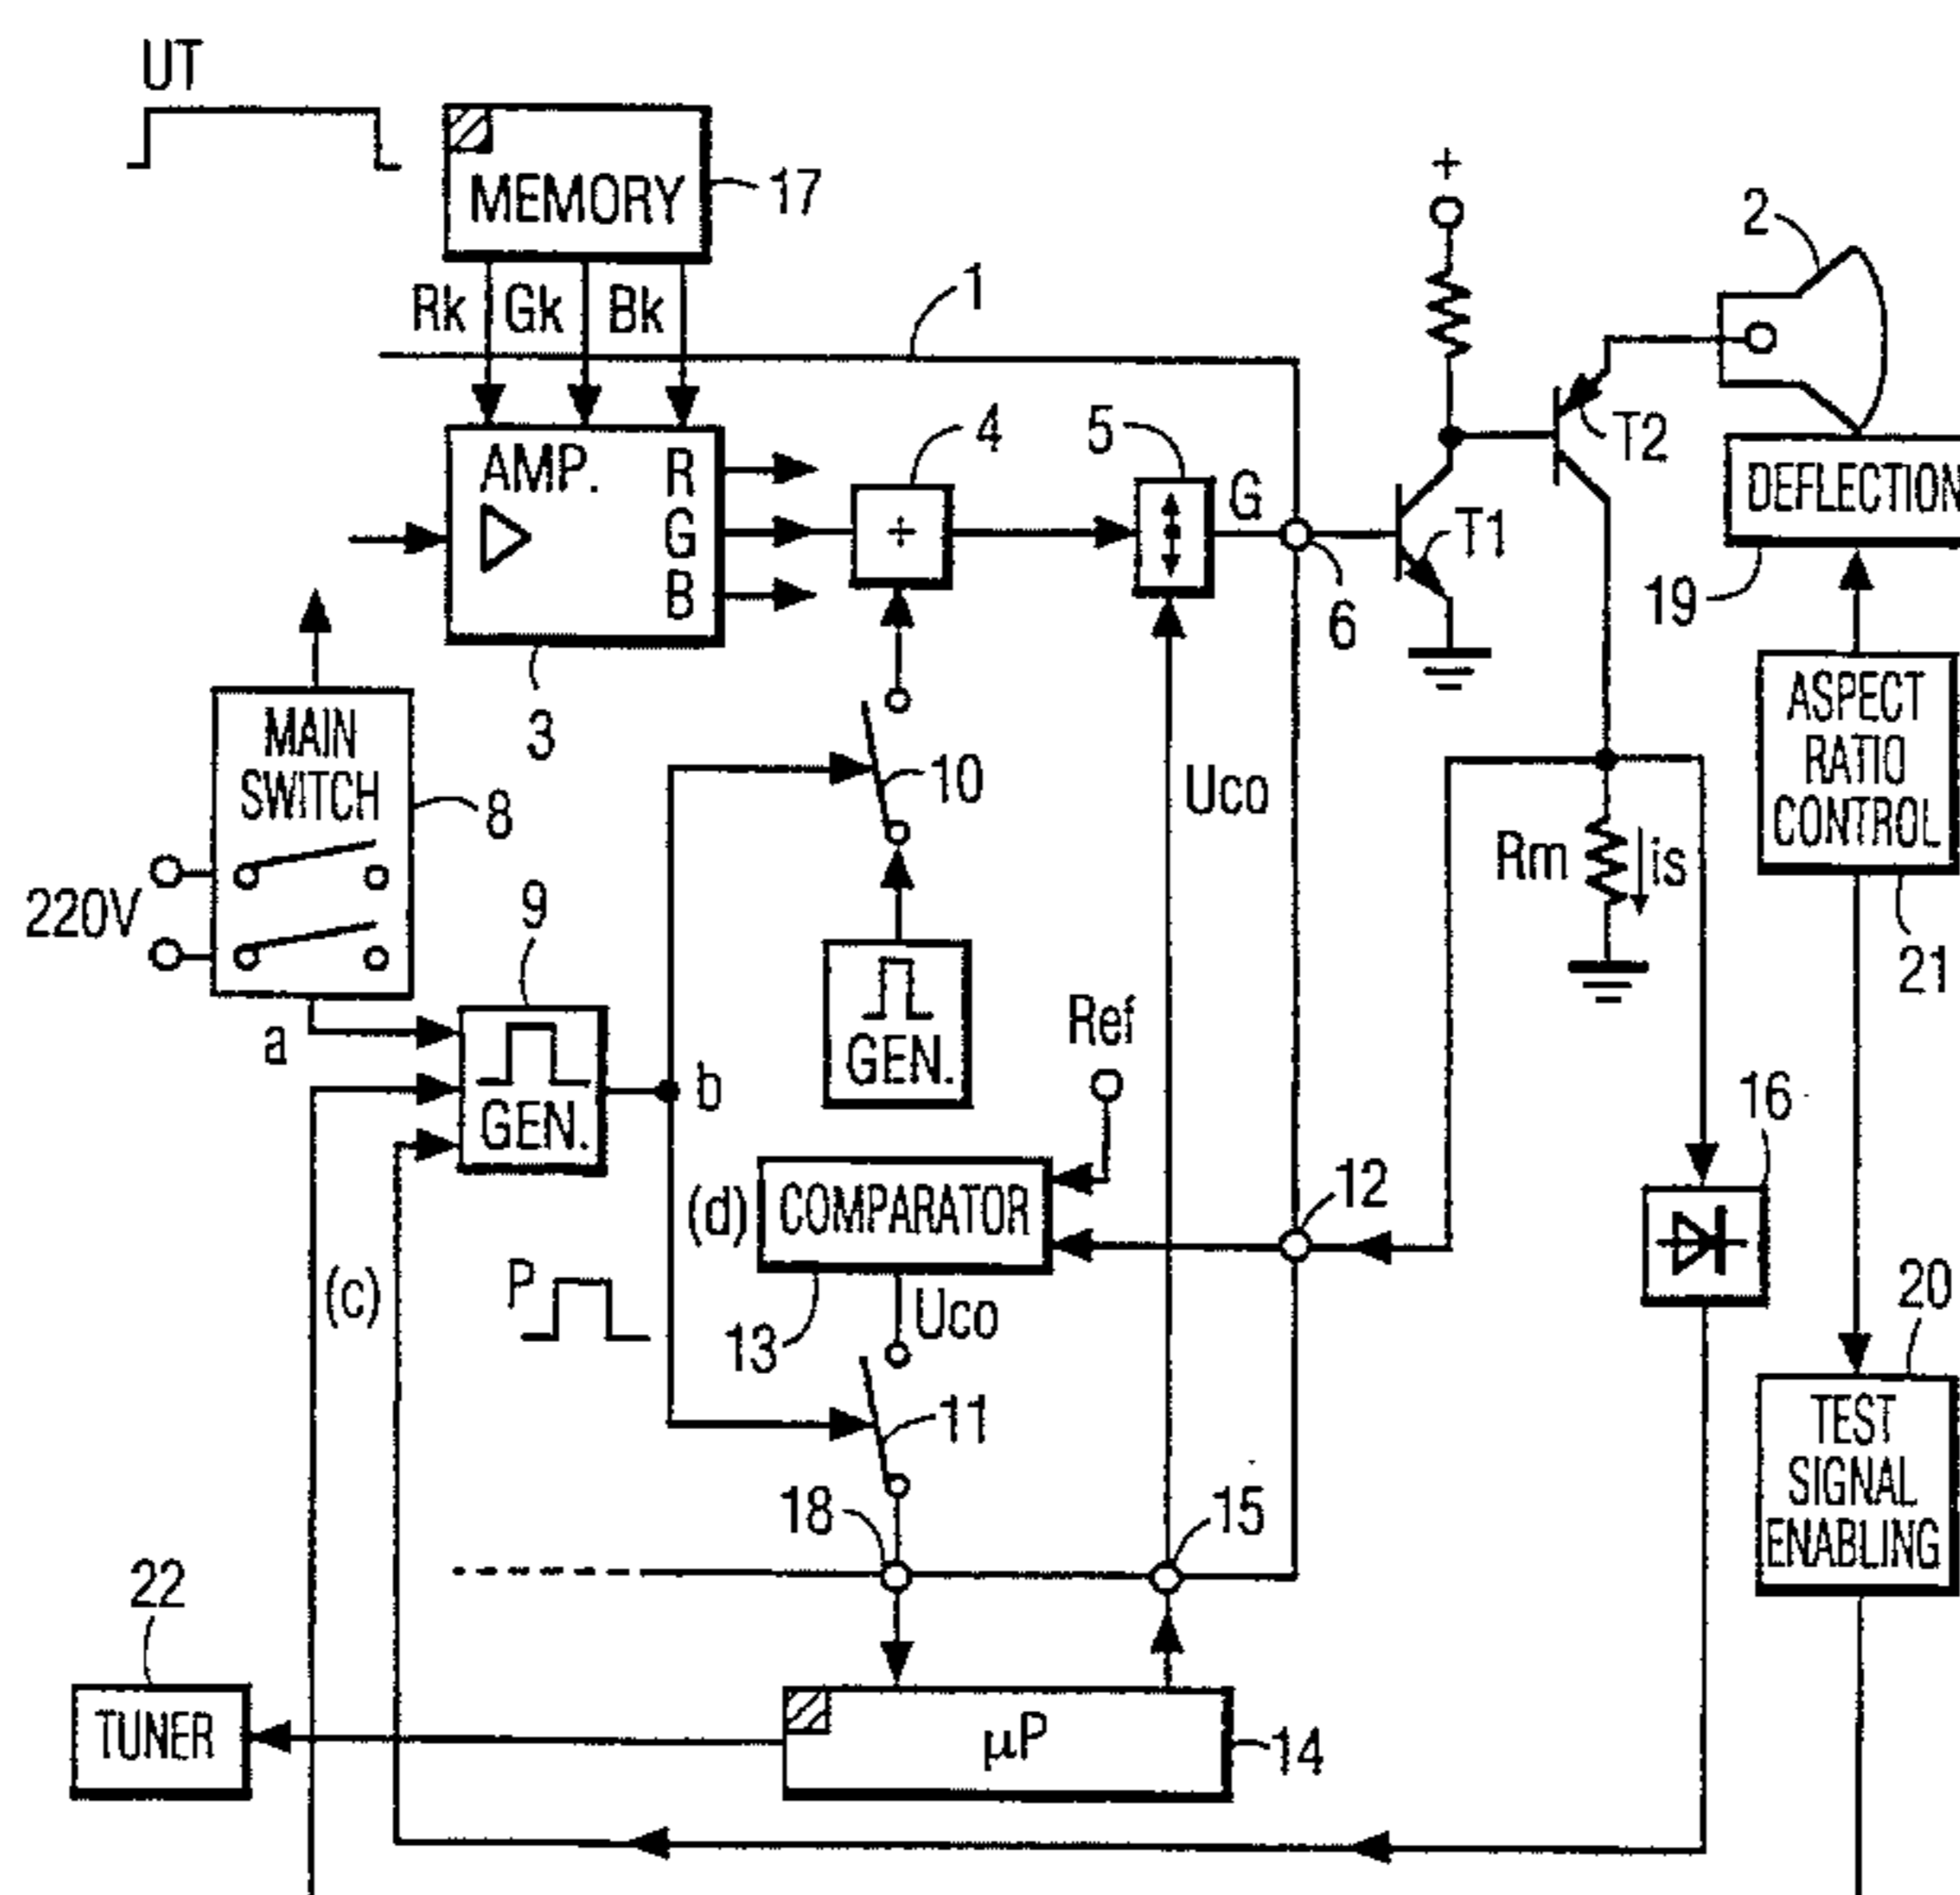 UT
MEMORY
17
Rk Gk Bk
1
+
2
AMP.
R
G
B
3
4
+
5
G
6
T1
T2
DEFLECTION
19
MAIN
SWITCH
8
220V
a
9
GEN.
b
10
GEN.
Uco
Rm
is
ASPECT
RATIO
CONTROL
21
Ref
(d)
COMPARATOR
13
12
16
(c)
P
Uco
11
18
15
20
TEST
SIGNAL
ENABLING
22
TUNER
µP
14